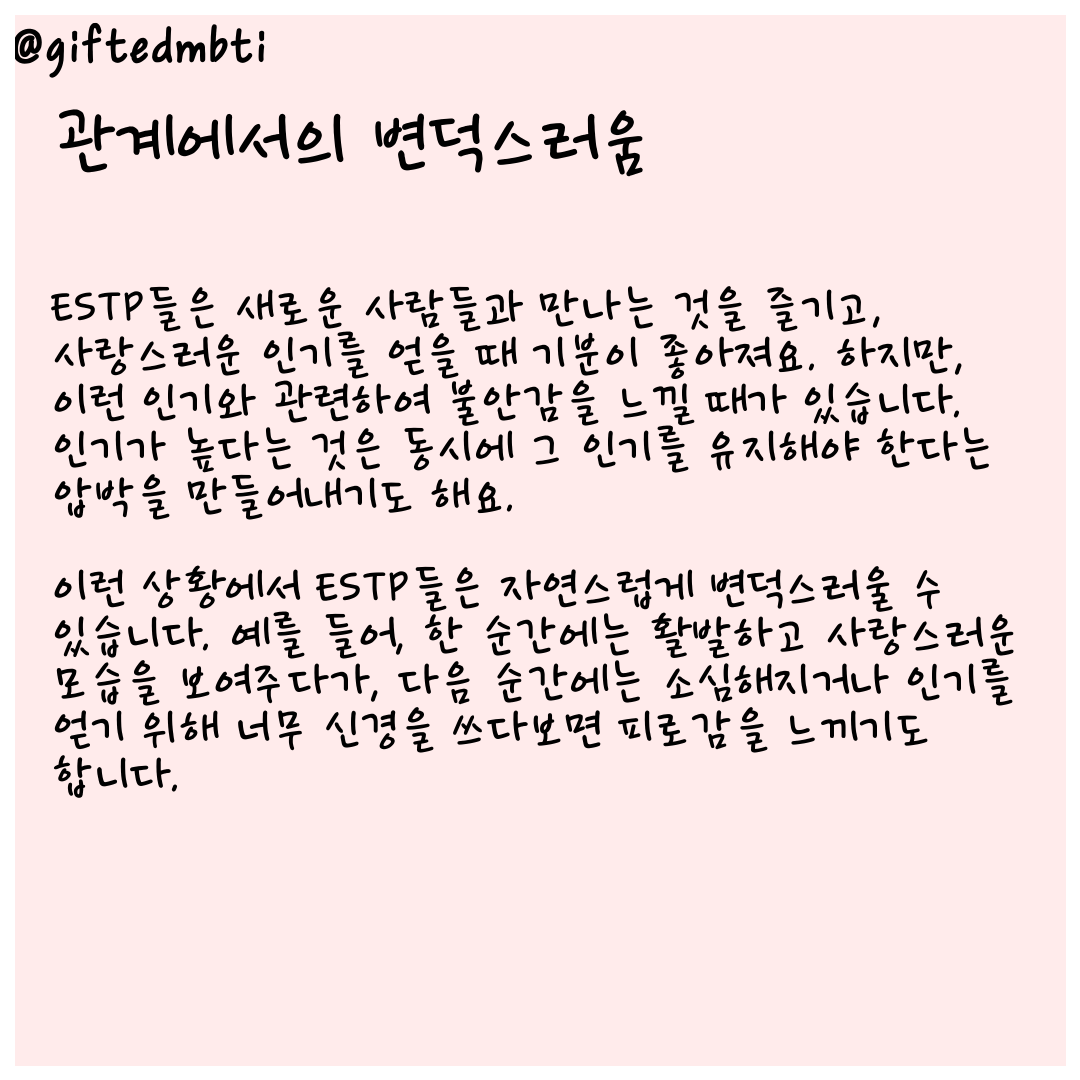 @giftedmbti
관계에서의 변덕스러움
ESTP들은 새로운 사람들과 만나는 것을 즐기고,
사랑스러운 인기를 얻을 때 기분이 좋아져요. 하지만,
이런 인기와 관련하여 불안감을 느낄 때가 있습니다.
인기가 높다는 것은 동시에 그 인기를 유지해야 한다는
압박을 만들어내기도 해요.
이런 상황에서 ESTP들은 자연스럽게 변덕스러울 수
있습니다. 예를 들어, 한 순간에는 활발하고 사랑스러운
모습을 보여주다가, 다음 순간에는 소심해지거나 인기를
얻기 위해 너무 신경을 쓰다보면 피로감을 느끼기도
합니다.